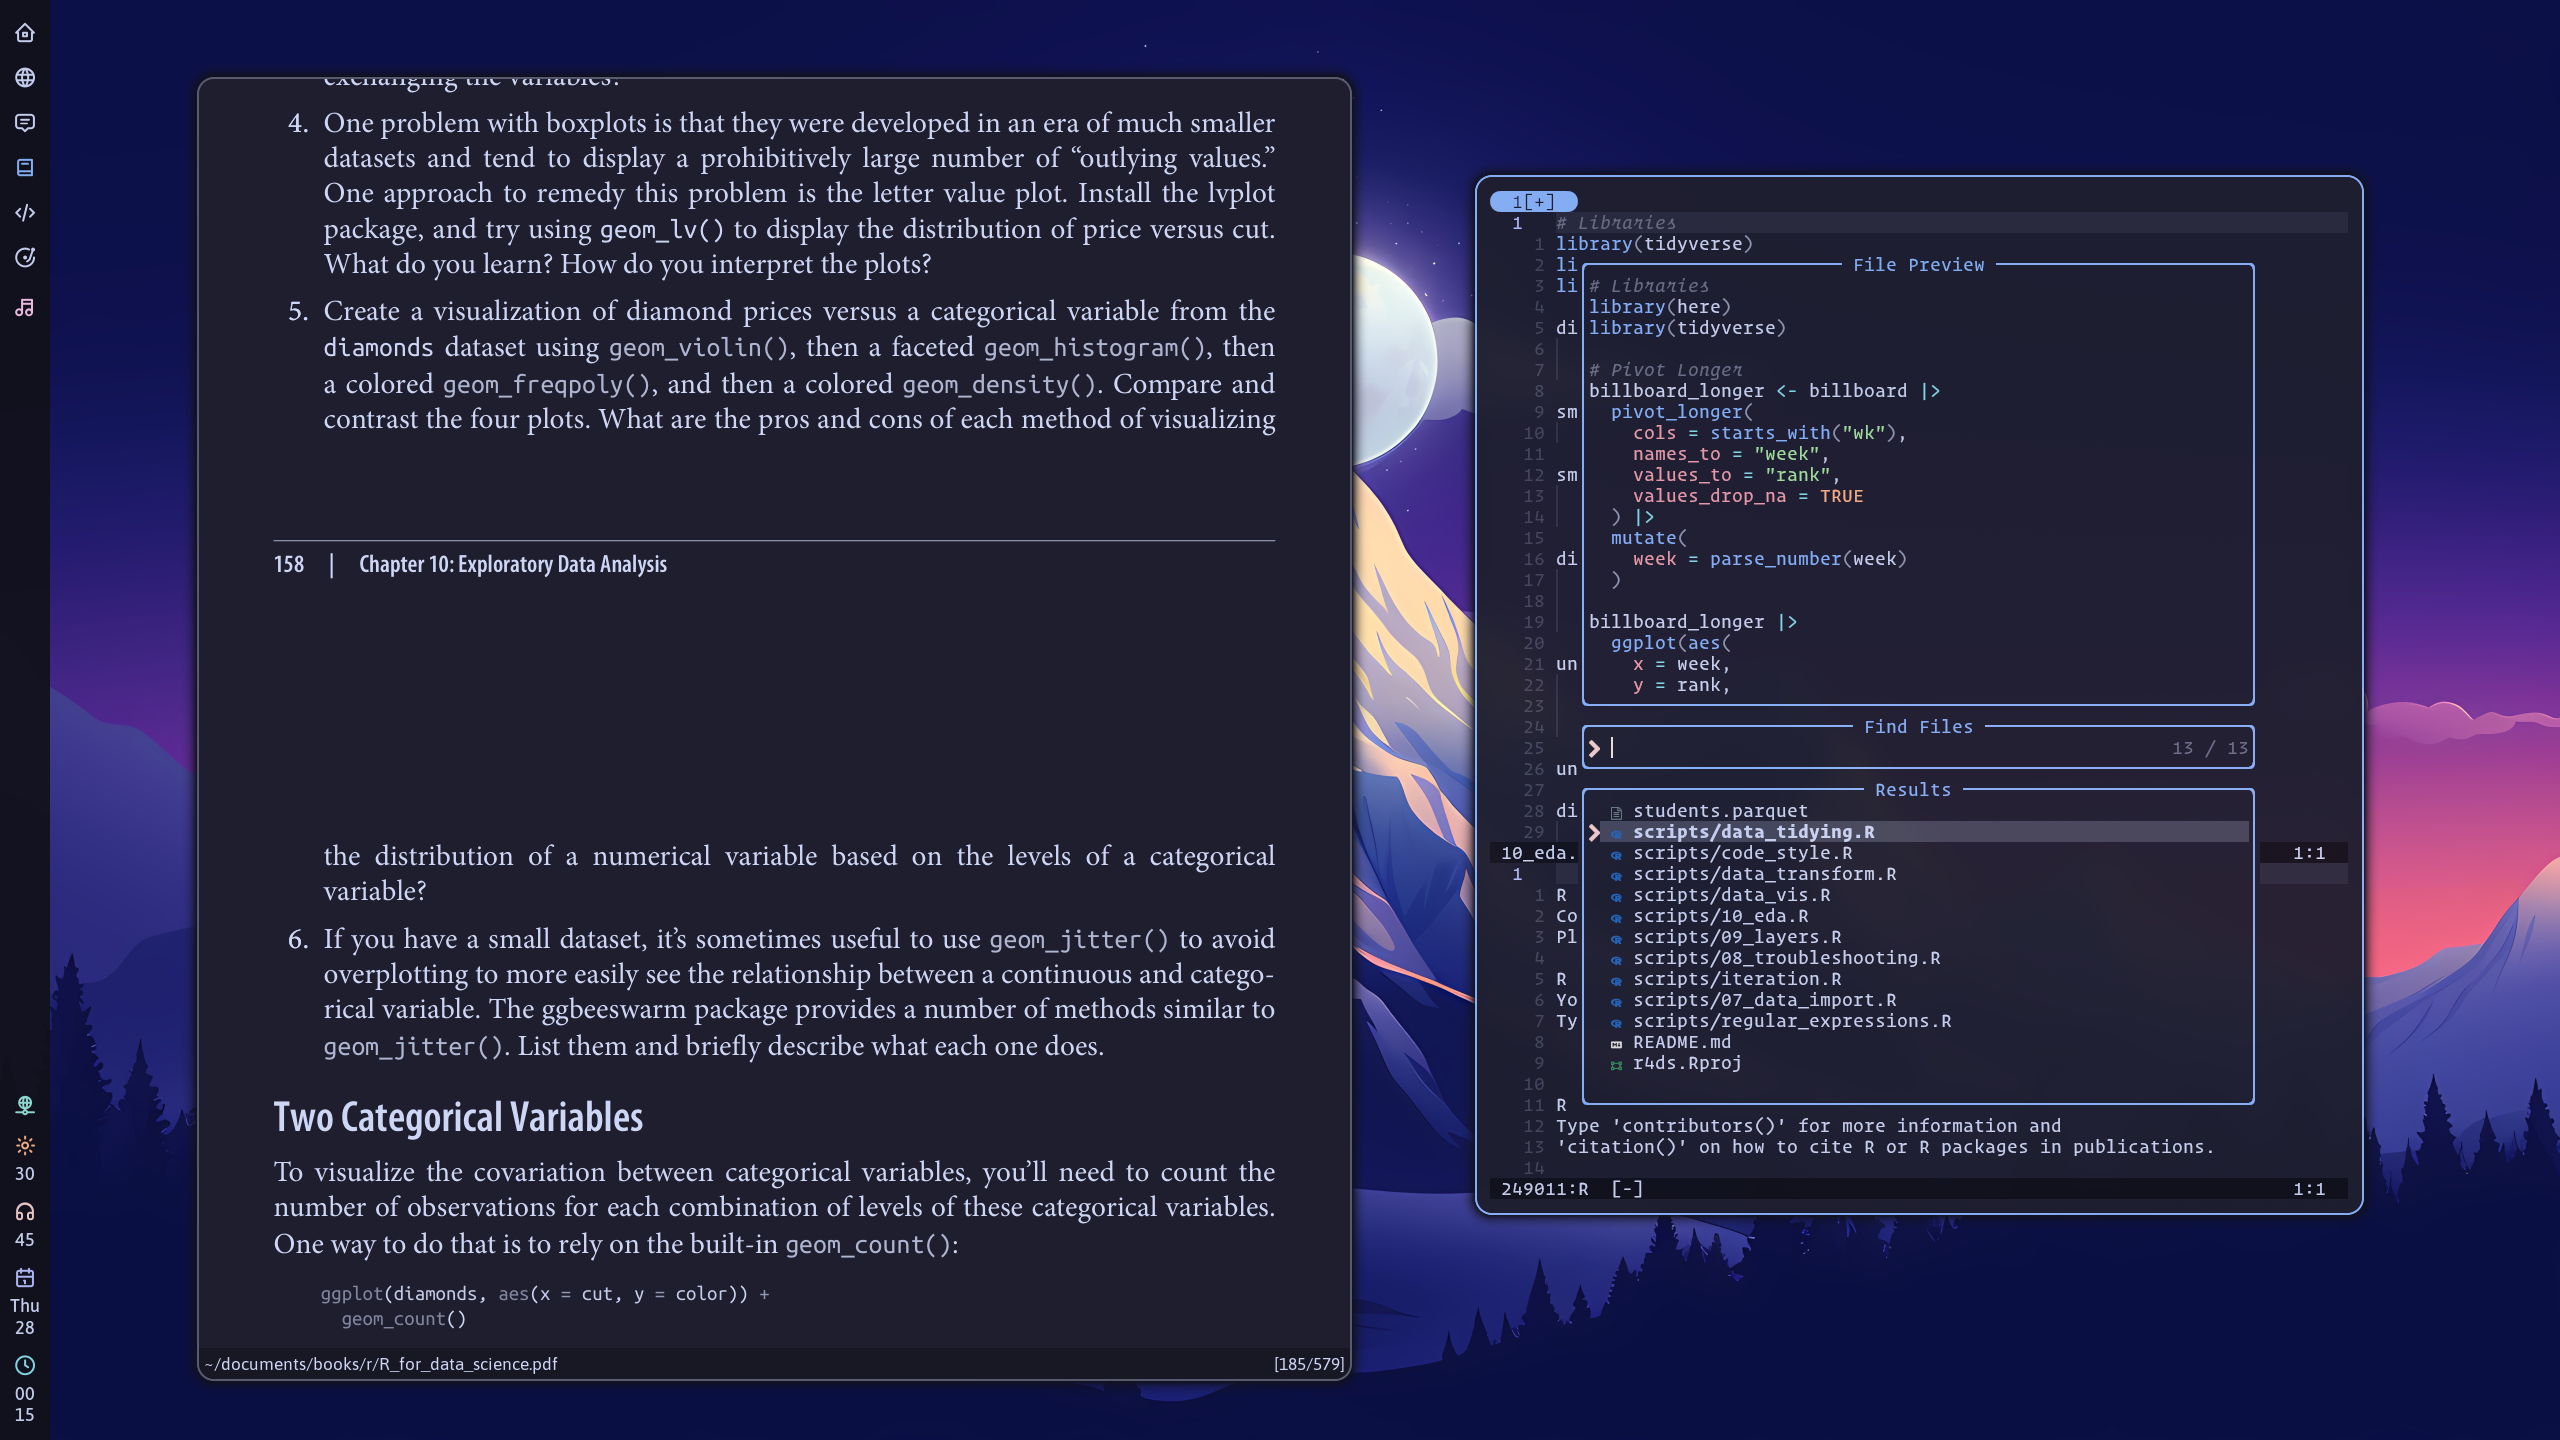 exchanging the variables?
4. One problem with boxplots is that they were developed in an era of much smaller
datasets and tend to display a prohibitively large number of “outlying values.”
One approach to remedy this problem is the letter value plot. Install the lvplot
package, and try using geom_lv() to display the distribution of price versus cut.
What do you learn? How do you interpret the plots?
5. Create a visualization of diamond prices versus a categorical variable from the
diamonds dataset using geom_violin(), then a faceted geom_histogram(), then
a colored geom_freqpoly(), and then a colored geom_density(). Compare and
contrast the four plots. What are the pros and cons of each method of visualizing
158 | Chapter 10: Exploratory Data Analysis
the distribution of a numerical variable based on the levels of a categorical
variable?
6. If you have a small dataset, it’s sometimes useful to use geom_jitter() to avoid
overplotting to more easily see the relationship between a continuous and catego-
rical variable. The ggbeeswarm package provides a number of methods similar to
geom_jitter(). List them and briefly describe what each one does.
Two Categorical Variables
To visualize the covariation between categorical variables, you’ll need to count the
number of observations for each combination of levels of these categorical variables.
One way to do that is to rely on the built-in geom_count():
ggplot(diamonds, aes(x = cut, y = color)) +
geom_count()
~/documents/books/r/R_for_data_science.pdf [185/579]
1[+]
1 # Libraries
1 library(tidyverse)
2 li
3 li
4
5 di
6
7
8
9 sm
10
11
12 sm
13
14
15
16 di
17
18
19
20
21 un
22
23
24
25
26 un
27
28 di
29
File Preview
# Libraries
library(here)
library(tidyverse)
# Pivot Longer
billboard_longer <- billboard |>
pivot_longer(
cols = starts_with("wk"),
names_to = "week",
values_to = "rank",
values_drop_na = TRUE
) |>
mutate(
week = parse_number(week)
)
billboard_longer |>
ggplot(aes(
x = week,
y = rank,
Find Files
13 / 13
Results
students.parquet
scripts/data_tidying.R
scripts/code_style.R
scripts/data_transform.R
scripts/data_vis.R
scripts/10_eda.R
scripts/09_layers.R
scripts/08_troubleshooting.R
scripts/iteration.R
scripts/07_data_import.R
scripts/regular_expressions.R
README.md
r4ds.Rproj
10_eda. 1:1
1
1 R
2 Co
3 Pl
4
5 R
6 Yo
7 Ty
8
9
10
11 R
12 Type 'contributors()' for more information and
13 'citation()' on how to cite R or R packages in publications.
14
249011:R [-] 1:1
30
45
Thu
28
00
15